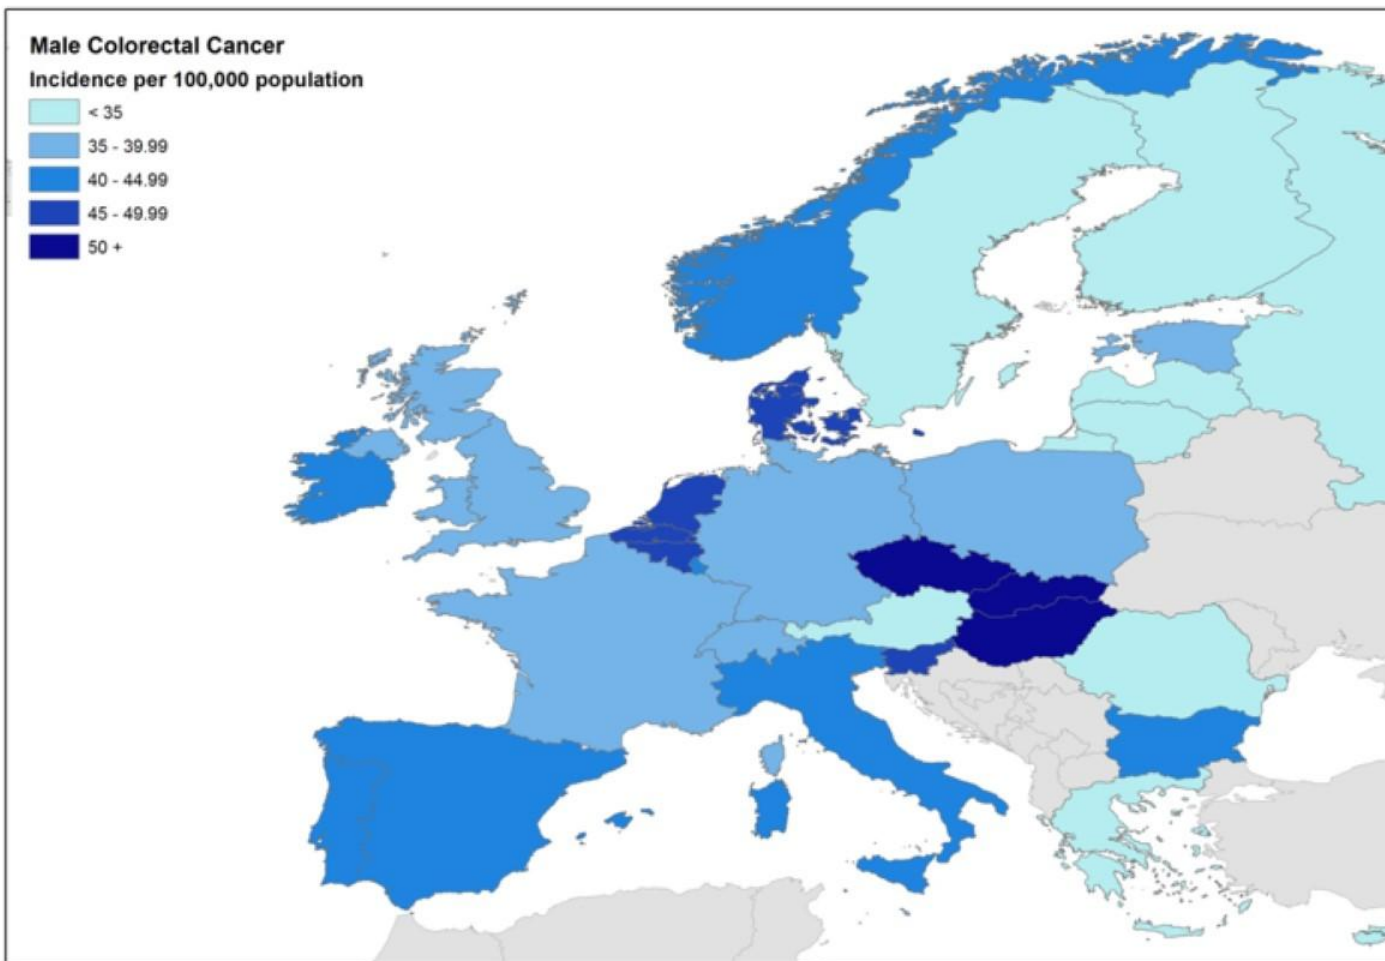 Male Colorectal Cancer
Incidence per 100,000 population
< 35
35 - 39.99
40 - 44.99
45 - 49.99
50 +